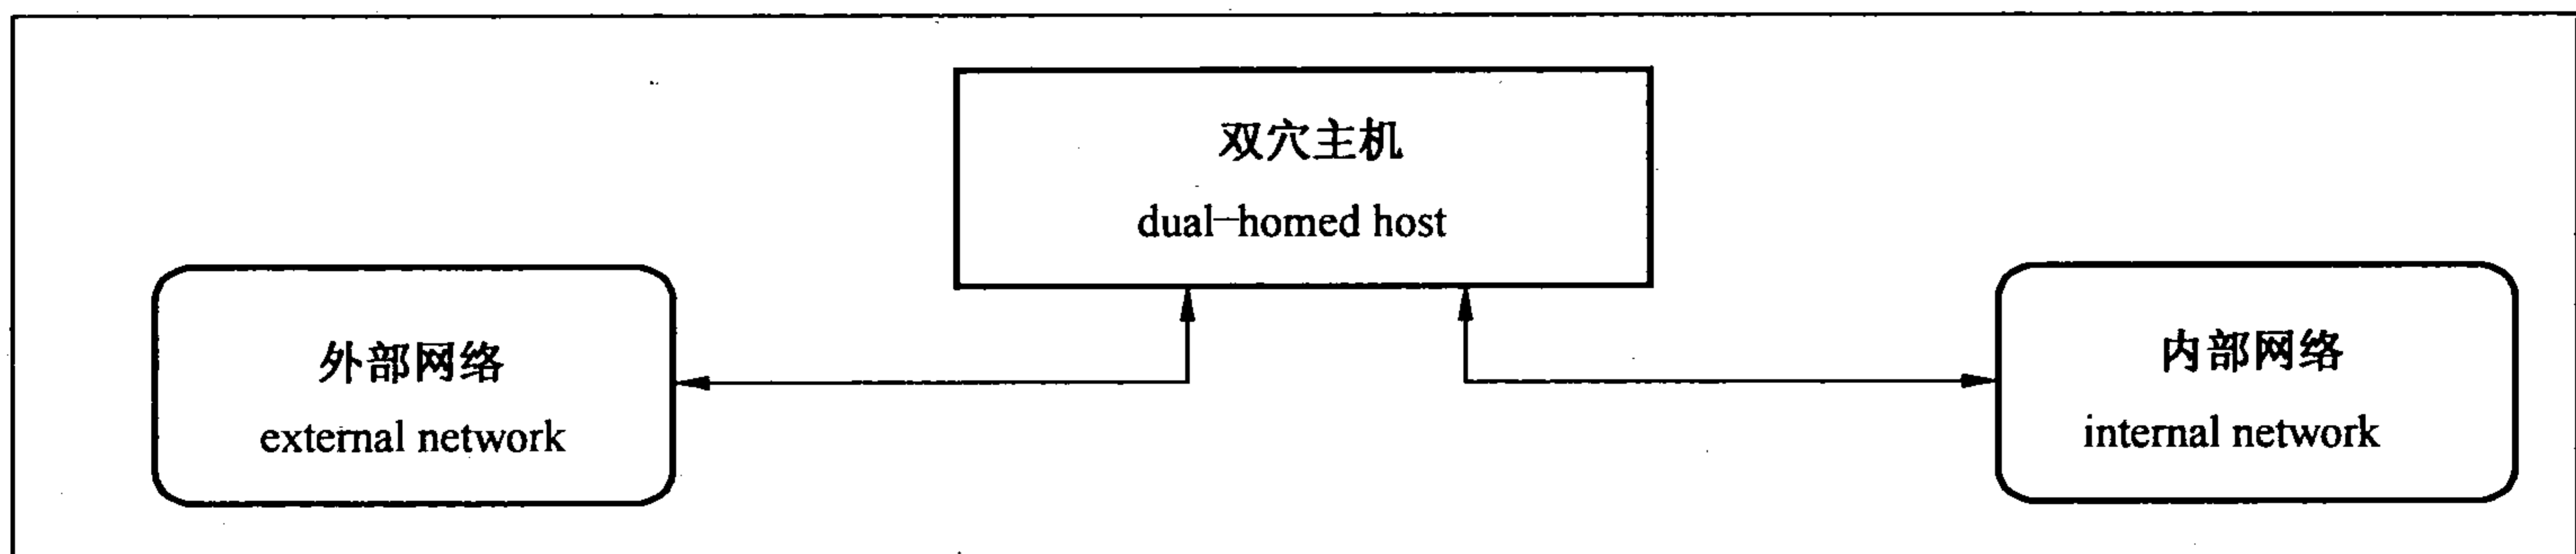 双穴主机
dual-homed host
外部网络
external network
内部网络
internal network